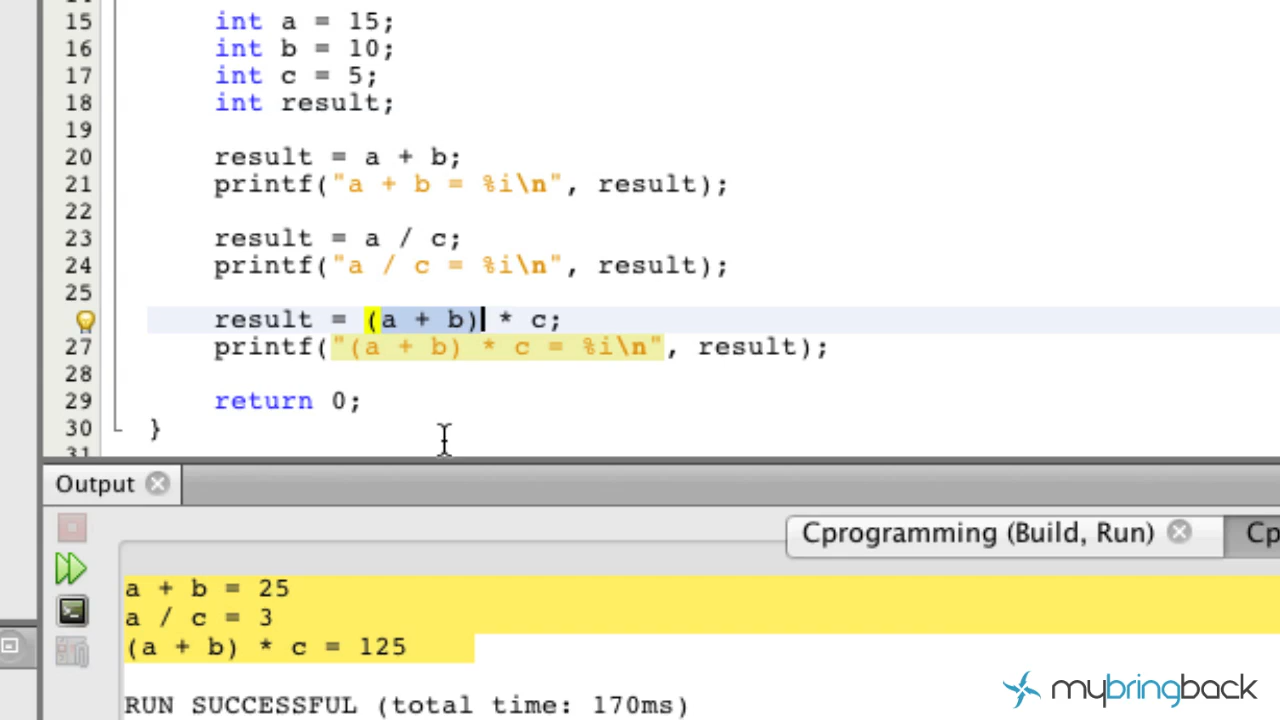 15 int a = 15;
16 int b = 10;
17 int c = 5;
18 int result;
19
20 result = a + b;
21 printf("a + b = %i\n", result);
22
23 result = a / c;
24 printf("a / c = %i\n", result);
25
result = (a + b) * c;
27 printf("(a + b) * c = %i\n", result);
28
29 return 0;
30 }
31
Output
Cprogramming (Build, Run)
Cp
a + b = 25
a / c = 3
(a + b) * c = 125
RUN SUCCESSFUL (total time: 170ms)
mybringback